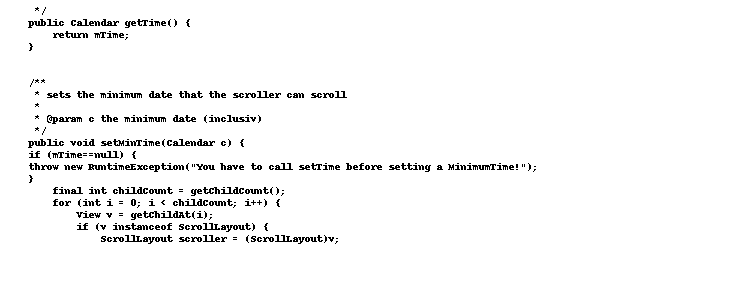 */
public Calendar getTime() {
    return mTime;
}
/**
 * sets the minimum date that the scroller can scroll
 *
 * @param c the minimum date (inclusiv)
 */
public void setMinTime(Calendar c) {
if (mTime==null) {
throw new RuntimeException("You have to call setTime before setting a MinimumTime!");
}
    final int childCount = getChildCount();
    for (int i = 0; i < childCount; i++) {
        View v = getChildAt(i);
        if (v instanceof ScrollLayout) {
            ScrollLayout scroller = (ScrollLayout)v;